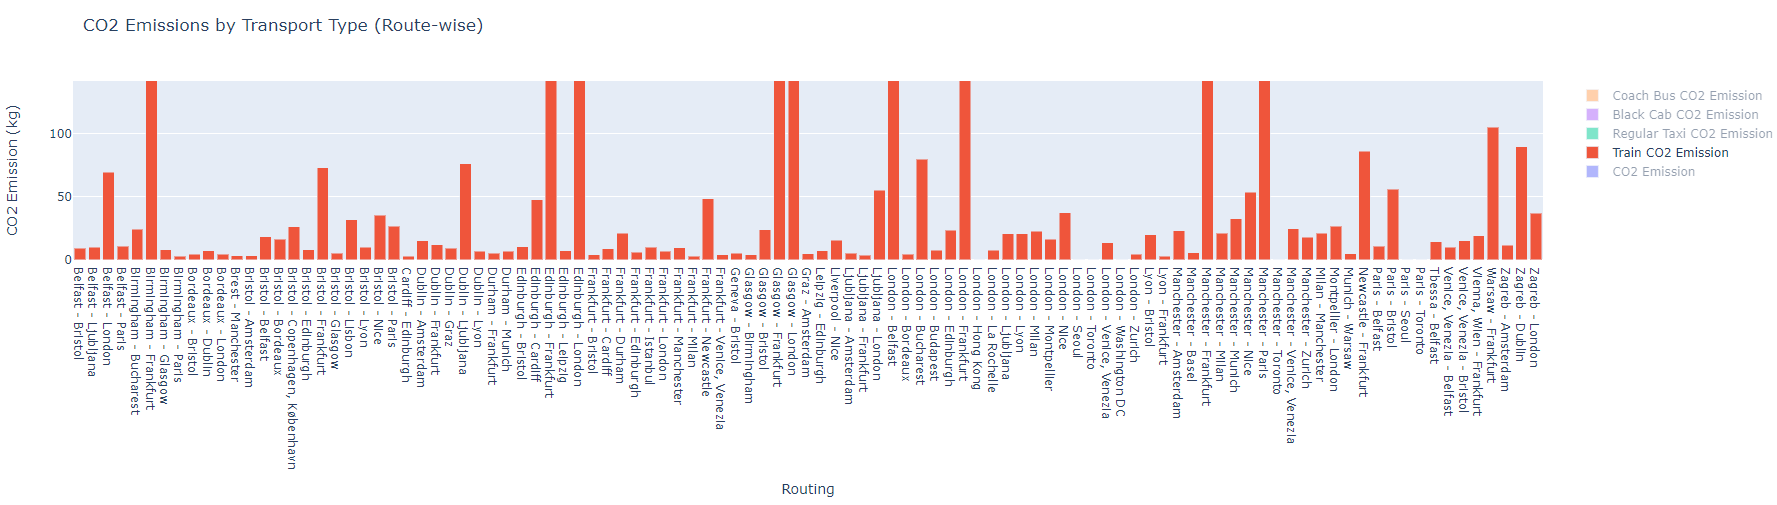 CO2 Emissions by Transport Type (Route-wise)
CO2 Emission (kg)
100
50
0
Coach Bus CO2 Emission
Black Cab CO2 Emission
Regular Taxi CO2 Emission
Train CO2 Emission
CO2 Emission
Belfast - Bristol
Belfast - Ljubljana
Belfast - London
Belfast - Paris
Birmingham - Bucharest
Birmingham - Frankfurt
Birmingham - Glasgow
Birmingham - Paris
Bordeaux - Bristol
Bordeaux - Dublin
Bordeaux - London
Brest - Manchester
Bristol - Amsterdam
Bristol - Belfast
Bristol - Bordeaux
Bristol - Copenhagen, København
Bristol - Edinburgh
Bristol - Frankfurt
Bristol - Glasgow
Bristol - Lisbon
Bristol - Lyon
Bristol - Nice
Bristol - Paris
Cardiff - Edinburgh
Dublin - Amsterdam
Dublin - Frankfurt
Dublin - Graz
Dublin - Ljubljana
Dublin - Lyon
Durham - Frankfurt
Durham - Munich
Edinburgh - Bristol
Edinburgh - Cardiff
Edinburgh - Frankfurt
Edinburgh - Leipzig
Edinburgh - London
Frankfurt - Bristol
Frankfurt - Cardiff
Frankfurt - Durham
Frankfurt - Edinburgh
Frankfurt - Istanbul
Frankfurt - London
Frankfurt - Manchester
Frankfurt - Milan
Frankfurt - Newcastle
Frankfurt - Venice, Venezia
Geneva - Bristol
Glasgow - Birmingham
Glasgow - Bristol
Glasgow - Frankfurt
Glasgow - London
Graz - Amsterdam
Leipzig - Edinburgh
Liverpool - Nice
Ljubljana - Amsterdam
Ljubljana - Frankfurt
Ljubljana - London
London - Belfast
London - Bordeaux
London - Bucharest
London - Budapest
London - Edinburgh
London - Frankfurt
London - Hong Kong
London - La Rochelle
London - Ljubljana
London - Lyon
London - Milan
London - Montpellier
London - Nice
London - Seoul
London - Toronto
London - Venice, Venezia
London - Washington DC
London - Zurich
Lyon - Bristol
Lyon - Frankfurt
Manchester - Amsterdam
Manchester - Basel
Manchester - Frankfurt
Manchester - Milan
Manchester - Munich
Manchester - Nice
Manchester - Paris
Manchester - Toronto
Manchester - Venice, Venezia
Manchester - Zurich
Milan - Manchester
Montpellier - London
Munich - Warsaw
Newcastle - Frankfurt
Paris - Belfast
Paris - Bristol
Paris - Seoul
Paris - Toronto
Tbessa - Belfast
Venice, Venezia - Belfast
Venice, Venezia - Bristol
Vienna, Wien - Frankfurt
Warsaw - Frankfurt
Zagreb - Amsterdam
Zagreb - Dublin
Zagreb - London
Routing